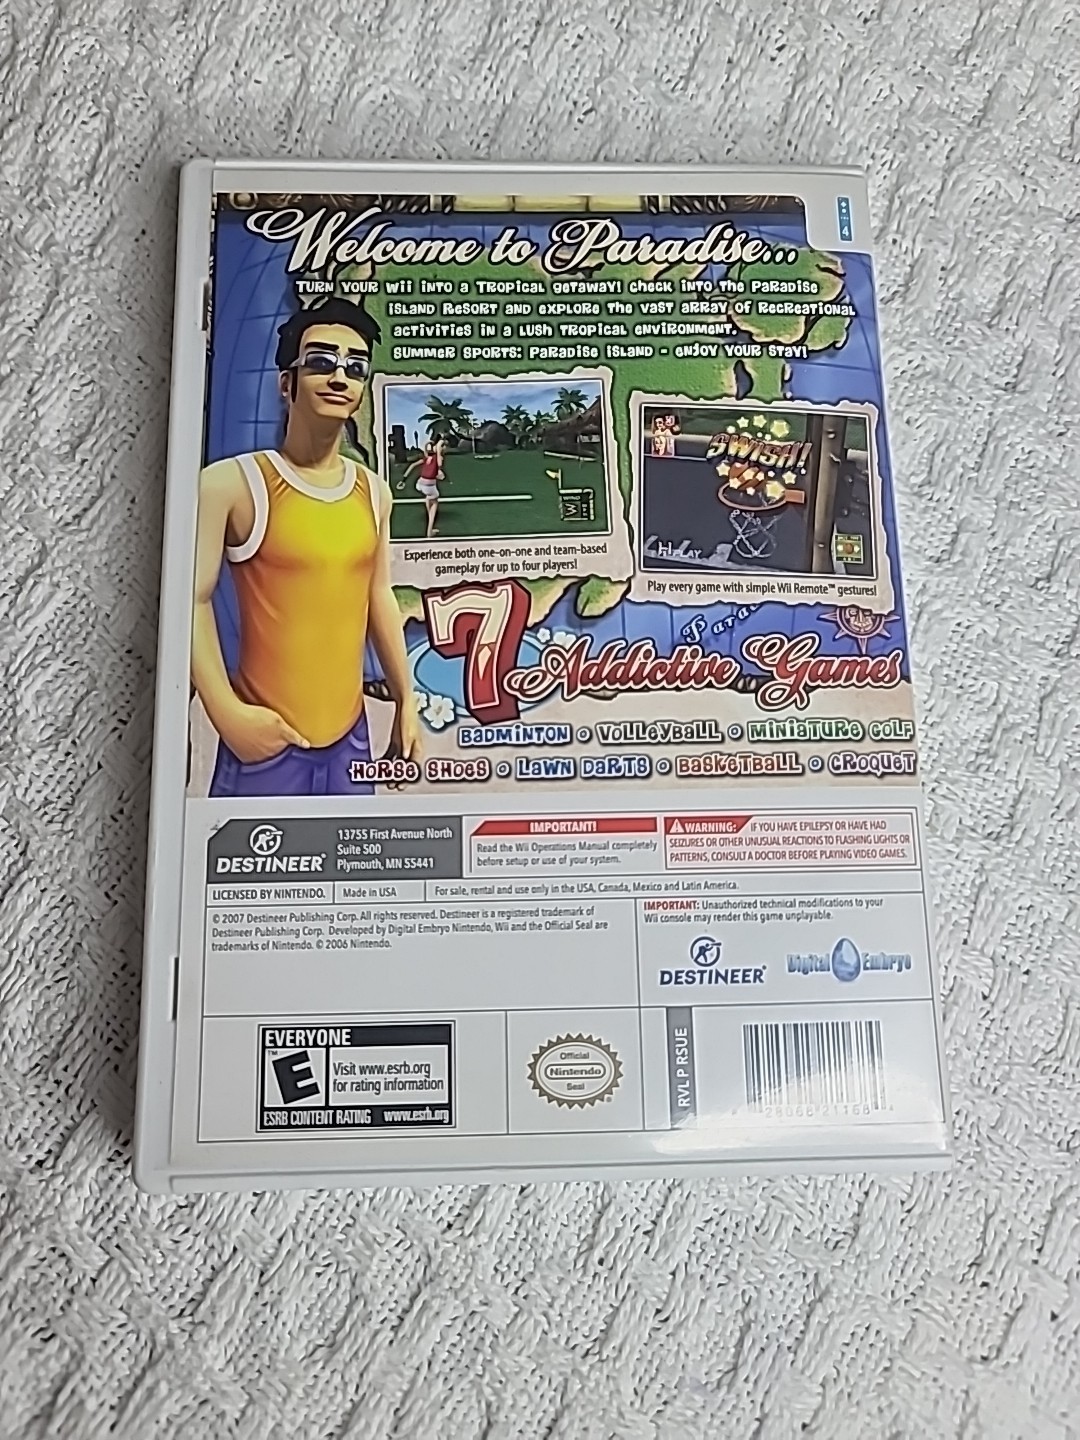 Welcome to Paradise...
4
TURN YOUR Wii iNTO a TROPiCaL geTaWaY! CHeCK iNTO THe PaRaDiSe
iSLaND ReSORT aND eXPLORe THe VaST aRRaY OF ReCReaTiONaL
aCTiViTieS iN a LUSH TROPiCaL eNViRONMeNT.
SUMMeR SPORTS: PaRaDiSe iSLaND - eNJOY YOUR STaY!
SWiSH!
WIND
W
Experience both one-on-one and team-based
gameplay for up to four players!
Play every game with simple Wii Remote™ gestures!
7 Addictive Games
BaDMiNTON • VOLLeYBaLL • MiNiaTURe GOLF
HORSe SHOeS • LaWN DaRTS • BaSKeTBaLL • CROQUeT
DESTINEER®
13755 First Avenue North
Suite 500
Plymouth, MN 55441
IMPORTANT!
Read the Wii Operations Manual completely
before setup or use of your system.
WARNING: IF YOU HAVE EPILEPSY OR HAVE HAD
SEIZURES OR OTHER UNUSUAL REACTIONS TO FLASHING LIGHTS OR
PATTERNS, CONSULT A DOCTOR BEFORE PLAYING VIDEO GAMES.
LICENSED BY NINTENDO.
Made in USA
For sale, rental and use only in the USA, Canada, Mexico and Latin America.
© 2007 Destineer Publishing Corp. All rights reserved. Destineer is a registered trademark of
Destineer Publishing Corp. Developed by Digital Embryo Nintendo, Wii and the Official Seal are
trademarks of Nintendo. © 2006 Nintendo.
IMPORTANT: Unauthorized technical modifications to your
Wii console may render this game unplayable.
DESTINEER®
Digital Embryo
EVERYONE
E™
Visit www.esrb.org
for rating information
ESRB CONTENT RATING www.esrb.org
Official
Nintendo
Seal
RVL P RSUE
28068 21168